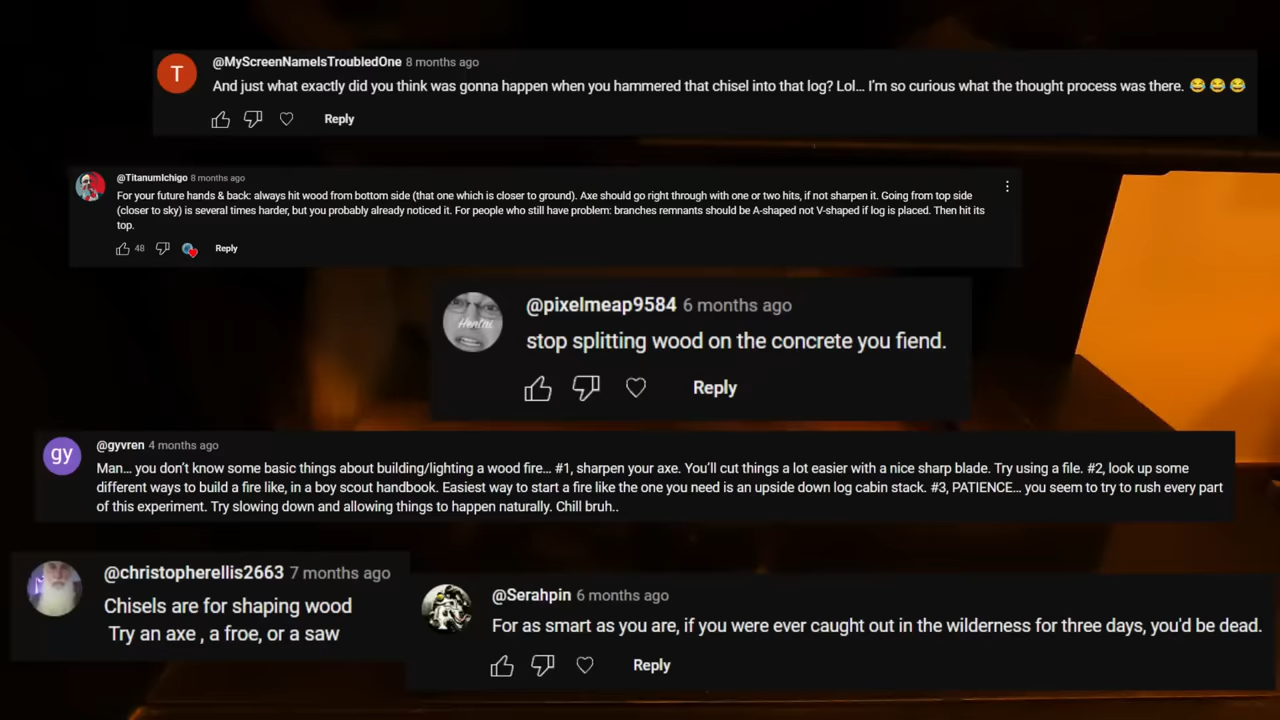 T
@MyScreenNameIsTroubledOne 8 months ago
And just what exactly did you think was gonna happen when you hammered that chisel into that log? Lol… I'm so curious what the thought process was there. 😂 😂 😂
Reply
@TitanumIchigo 8 months ago
For your future hands & back: always hit wood from bottom side (that one which is closer to ground). Axe should go right through with one or two hits, if not sharpen it. Going from top side
(closer to sky) is several times harder, but you probably already noticed it. For people who still have problem: branches remnants should be A-shaped not V-shaped if log is placed. Then hit its
top.
48 Reply
Hentai
@pixelmeap9584 6 months ago
stop splitting wood on the concrete you fiend.
Reply
gy
@gyvren 4 months ago
Man… you don't know some basic things about building/lighting a wood fire… #1, sharpen your axe. You'll cut things a lot easier with a nice sharp blade. Try using a file. #2, look up some
different ways to build a fire like, in a boy scout handbook. Easiest way to start a fire like the one you need is an upside down log cabin stack. #3, PATIENCE… you seem to try to rush every part
of this experiment. Try slowing down and allowing things to happen naturally. Chill bruh..
@christopherellis2663 7 months ago
Chisels are for shaping wood
Try an axe , a froe, or a saw
@Serahpin 6 months ago
For as smart as you are, if you were ever caught out in the wilderness for three days, you'd be dead.
Reply